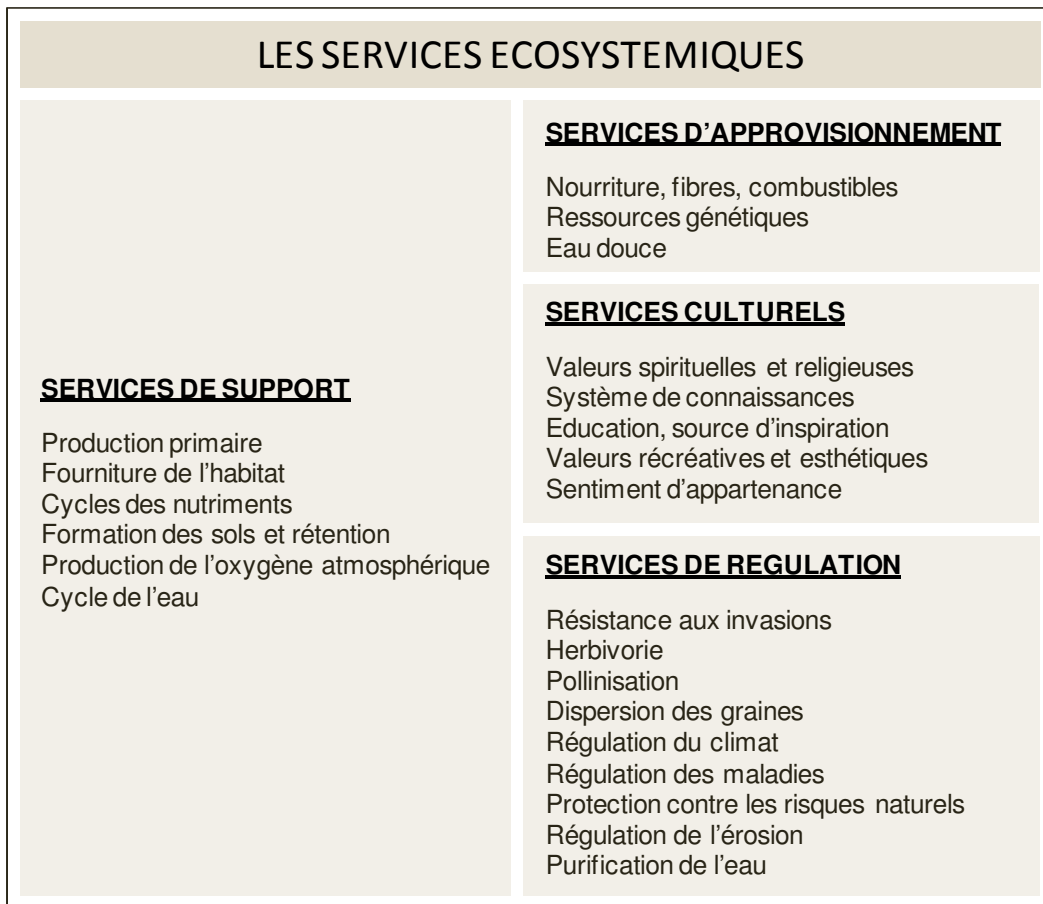 LES SERVICES ECOSYSTEMIQUES
SERVICES DE SUPPORT
Production primaire
Fourniture de l'habitat
Cycles des nutriments
Formation des sols et rétention
Production de l'oxygène atmosphérique
Cycle de l'eau
SERVICES D'APPROVISIONNEMENT
Nourriture, fibres, combustibles
Ressources génétiques
Eau douce
SERVICES CULTURELS
Valeurs spirituelles et religieuses
Système de connaissances
Education, source d'inspiration
Valeurs récréatives et esthétiques
Sentiment d'appartenance
SERVICES DE REGULATION
Résistance aux invasions
Herbivorie
Pollinisation
Dispersion des graines
Régulation du climat
Régulation des maladies
Protection contre les risques naturels
Régulation de l'érosion
Purification de l'eau